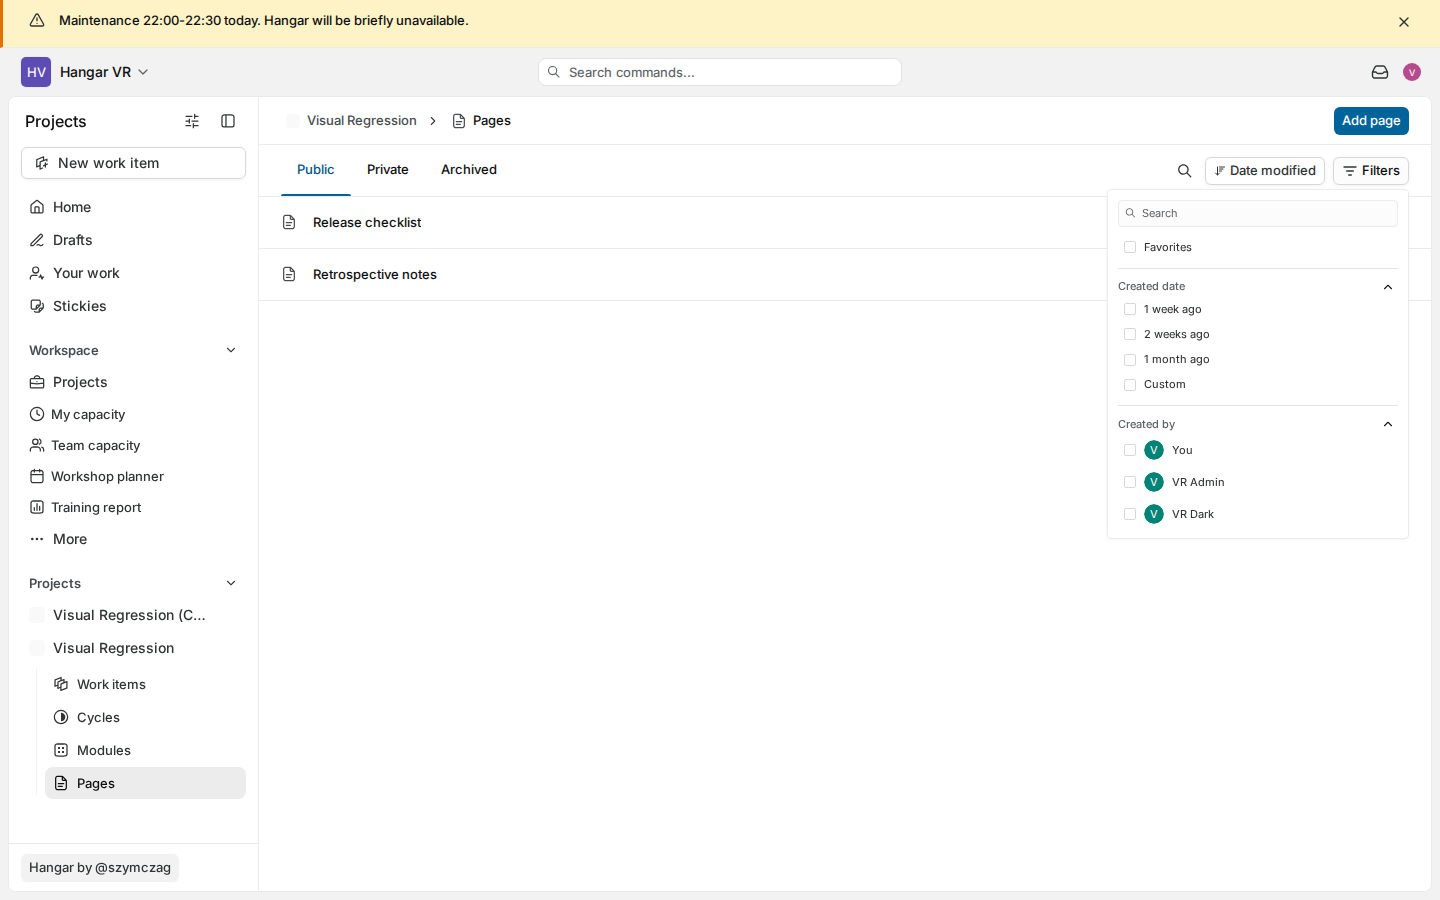 Maintenance 22:00-22:30 today. Hangar will be briefly unavailable.
HV
Hangar VR
Search commands...
V
Projects
New work item
Home
Drafts
Your work
Stickies
Workspace
Projects
My capacity
Team capacity
Workshop planner
Training report
More
Projects
Visual Regression (C...
Visual Regression
Work items
Cycles
Modules
Pages
Hangar by @szymczag
Visual Regression
Pages
Add page
Public
Private
Archived
Date modified
Filters
Release checklist
Retrospective notes
Search
Favorites
Created date
1 week ago
2 weeks ago
1 month ago
Custom
Created by
V You
V VR Admin
V VR Dark